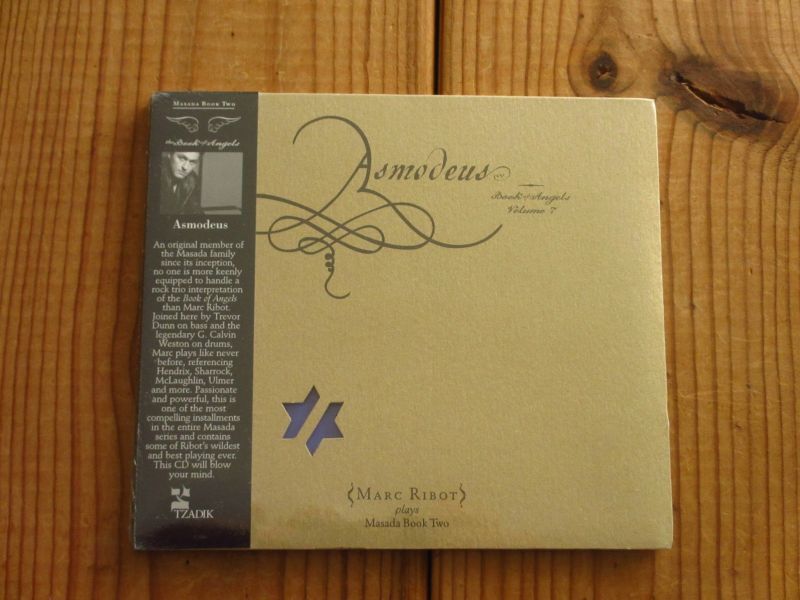 Masada Book Two
the Book of Angels
Asmodeus
An original member of
the Masada family
since its inception,
no one is more keenly
equipped to handle a
rock trio interpretation
of the Book of Angels
than Marc Ribot.
Joined here by Trevor
Dunn on bass and the
legendary G. Calvin
Weston on drums,
Marc plays like never
before, referencing
Hendrix, Sharrock,
McLaughlin, Ulmer
and more. Passionate
and powerful, this is
one of the most
compelling installments
in the entire Masada
series and contains
some of Ribot's wildest
and best playing ever.
This CD will blow
your mind.
TZADIK
Asmodeus
Book of Angels
Volume 7
{MARC RIBOT}
plays
Masada Book Two